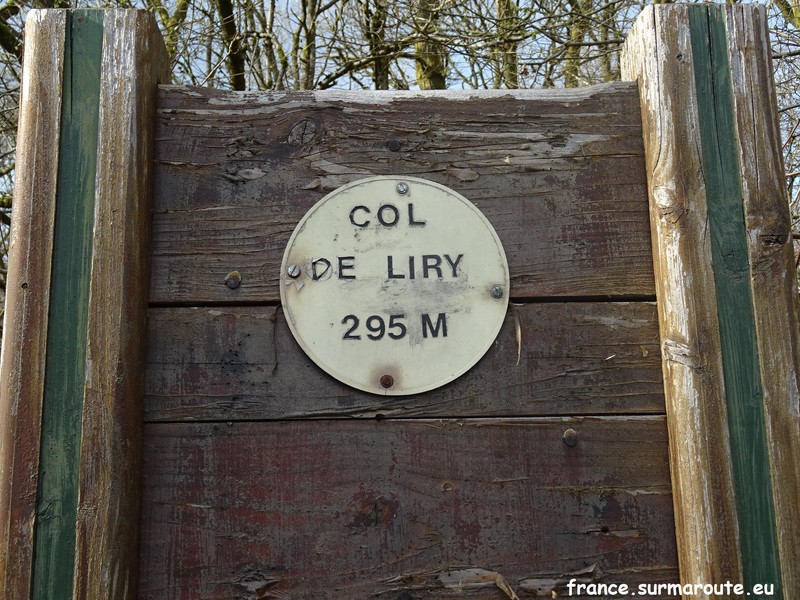 COL
DE LIRY
295 M
france.surmaroute.eu